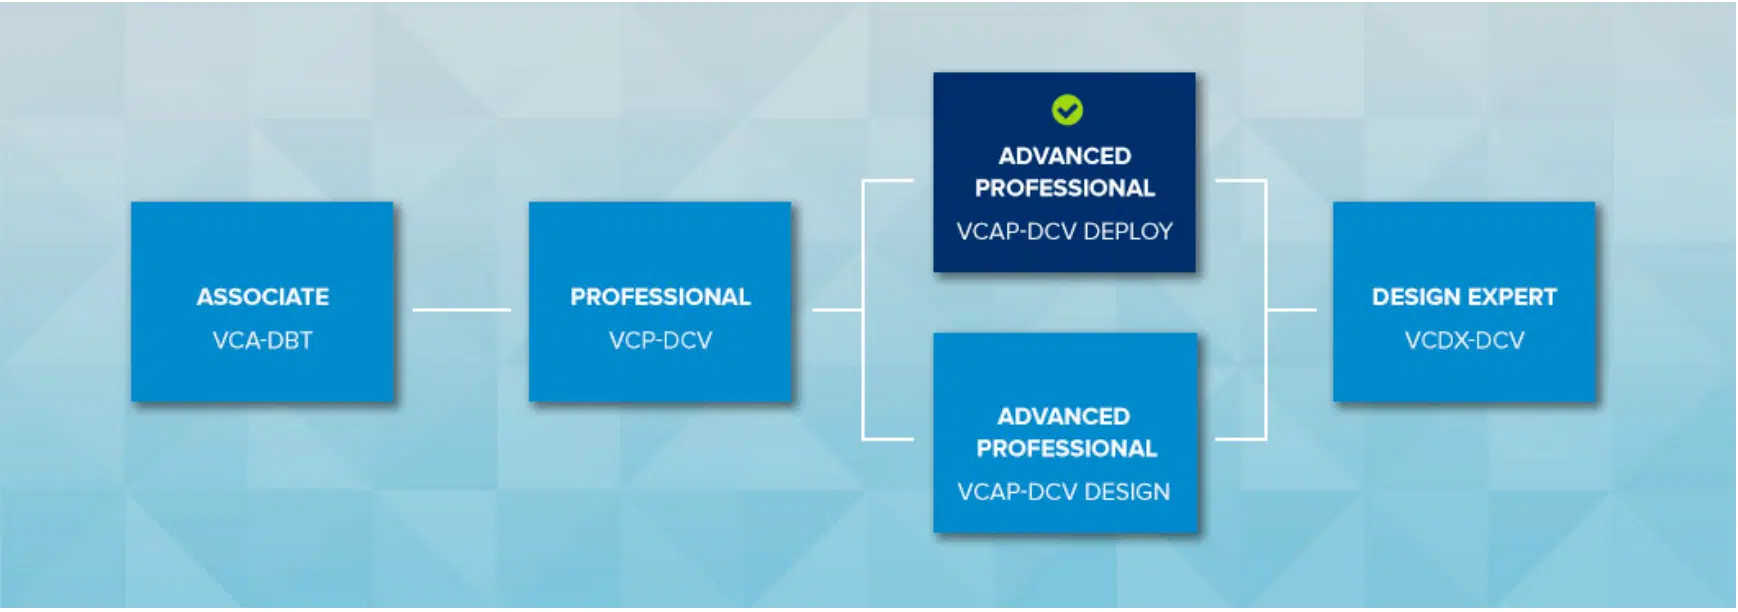 ASSOCIATE
VCA-DBT
PROFESSIONAL
VCP-DCV
ADVANCED
PROFESSIONAL
VCAP-DCV DEPLOY
ADVANCED
PROFESSIONAL
VCAP-DCV DESIGN
DESIGN EXPERT
VCDX-DCV